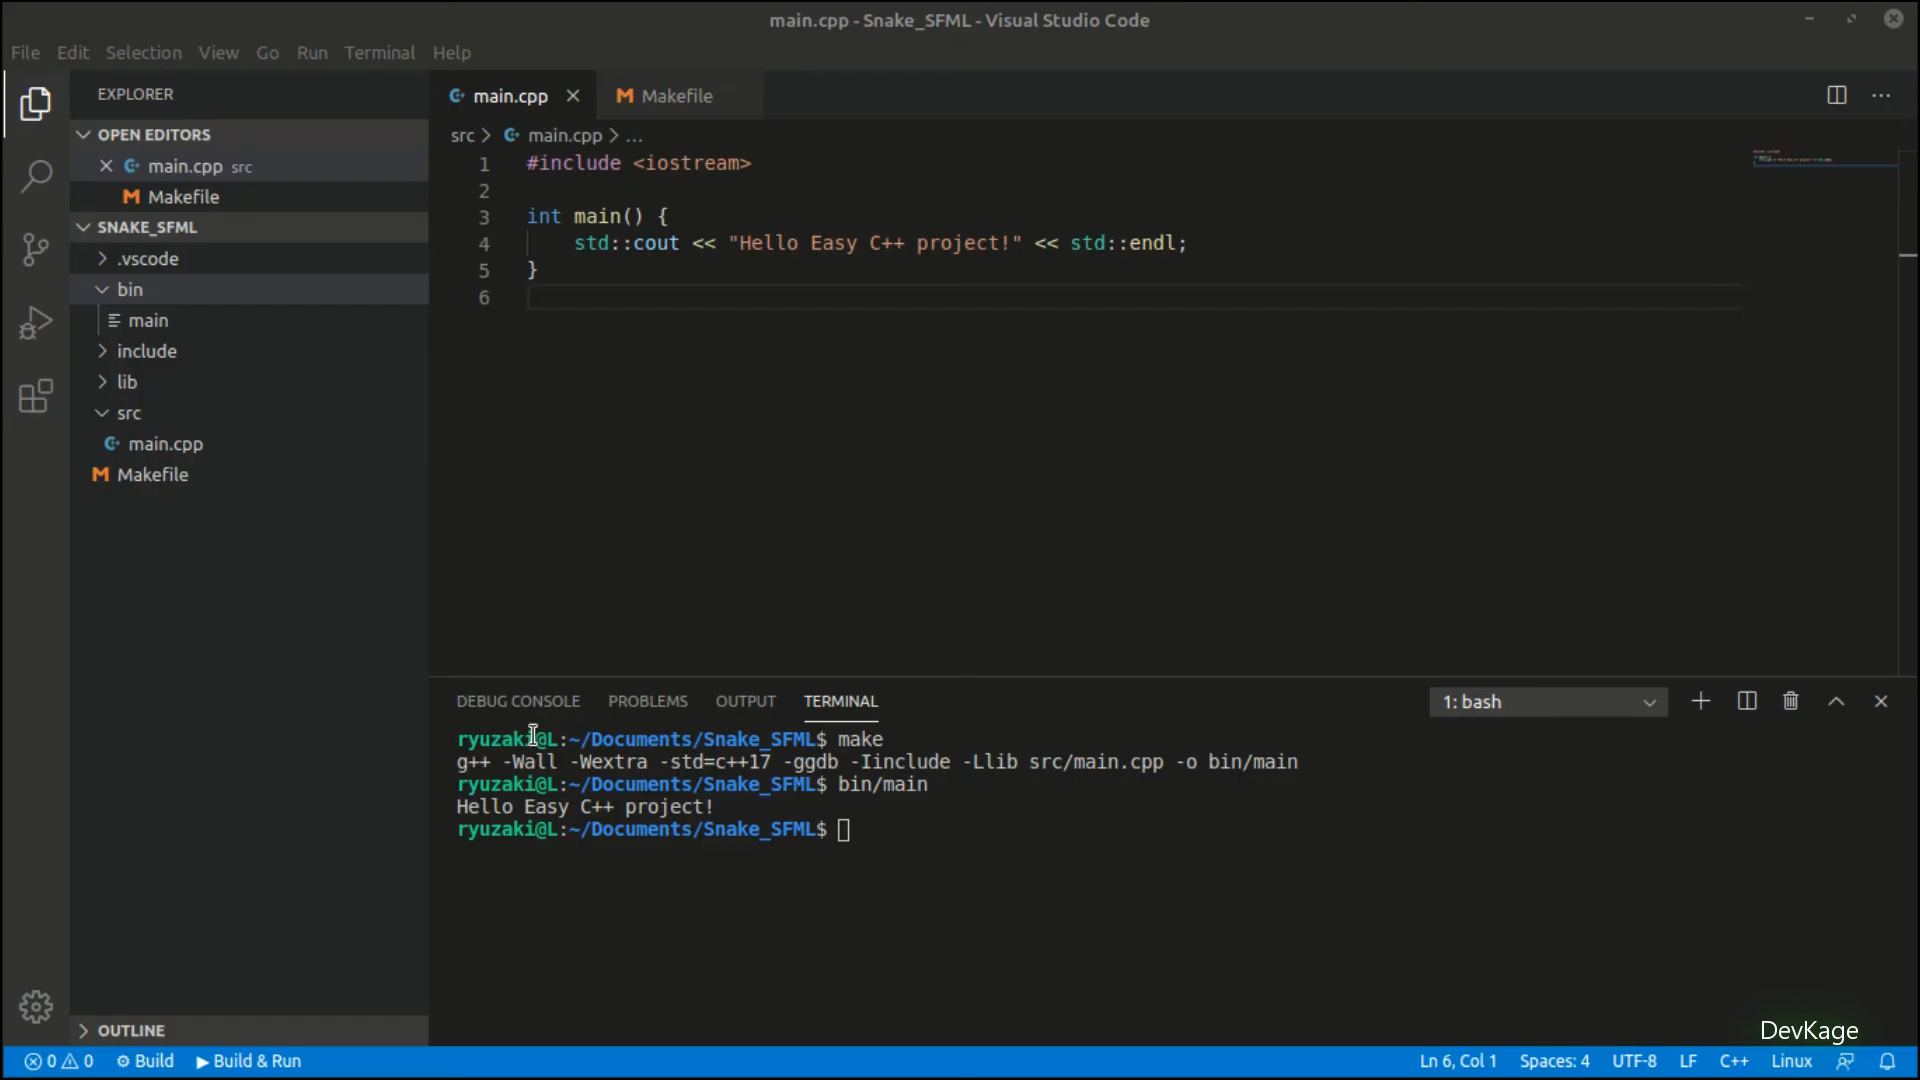 main.cpp - Snake_SFML - Visual Studio Code
File Edit Selection View Go Run Terminal Help
EXPLORER
OPEN EDITORS
main.cpp src
Makefile
SNAKE_SFML
.vscode
bin
main
include
lib
src
main.cpp
Makefile
OUTLINE
main.cpp
Makefile
src > main.cpp > ...
1 #include <iostream>
2
3 int main() {
4 std::cout << "Hello Easy C++ project!" << std::endl;
5 }
6
DEBUG CONSOLE PROBLEMS OUTPUT TERMINAL
1: bash
ryuzaki@L:~/Documents/Snake_SFML$ make
g++ -Wall -Wextra -std=c++17 -ggdb -Iinclude -Llib src/main.cpp -o bin/main
ryuzaki@L:~/Documents/Snake_SFML$ bin/main
Hello Easy C++ project!
ryuzaki@L:~/Documents/Snake_SFML$
DevKage
0 0 Build Build & Run
Ln 6, Col 1 Spaces: 4 UTF-8 LF C++ Linux